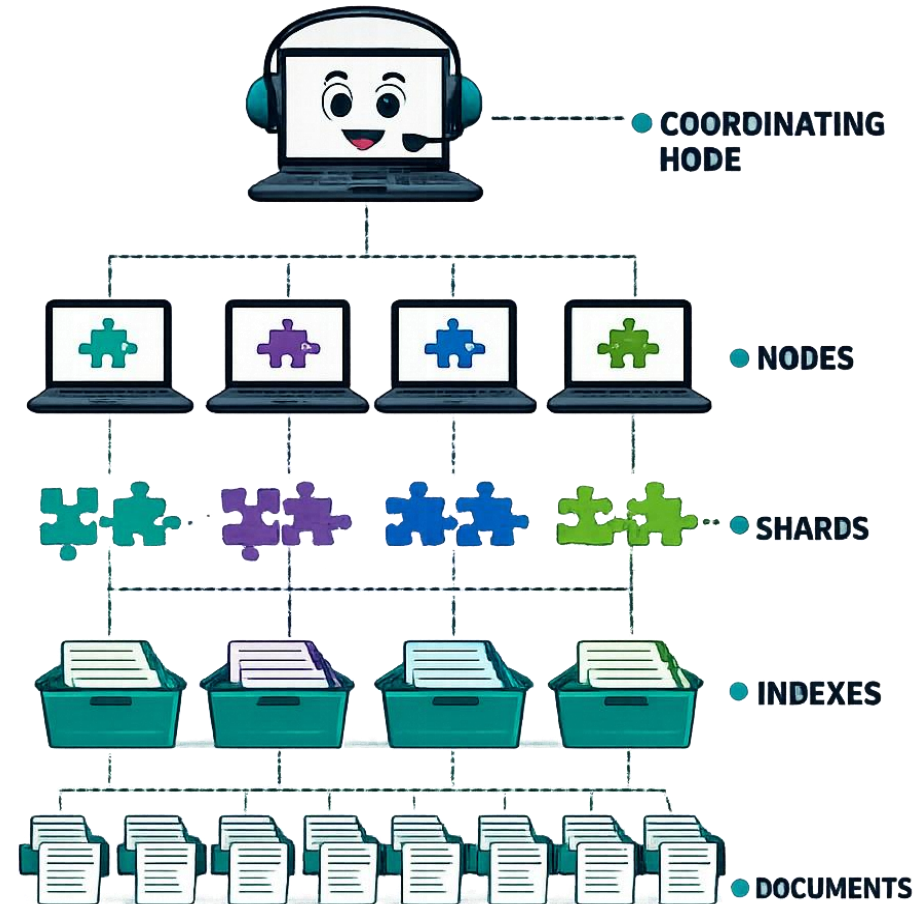 COORDINATING
HODE
NODES
SHARDS
INDEXES
DOCUMENTS